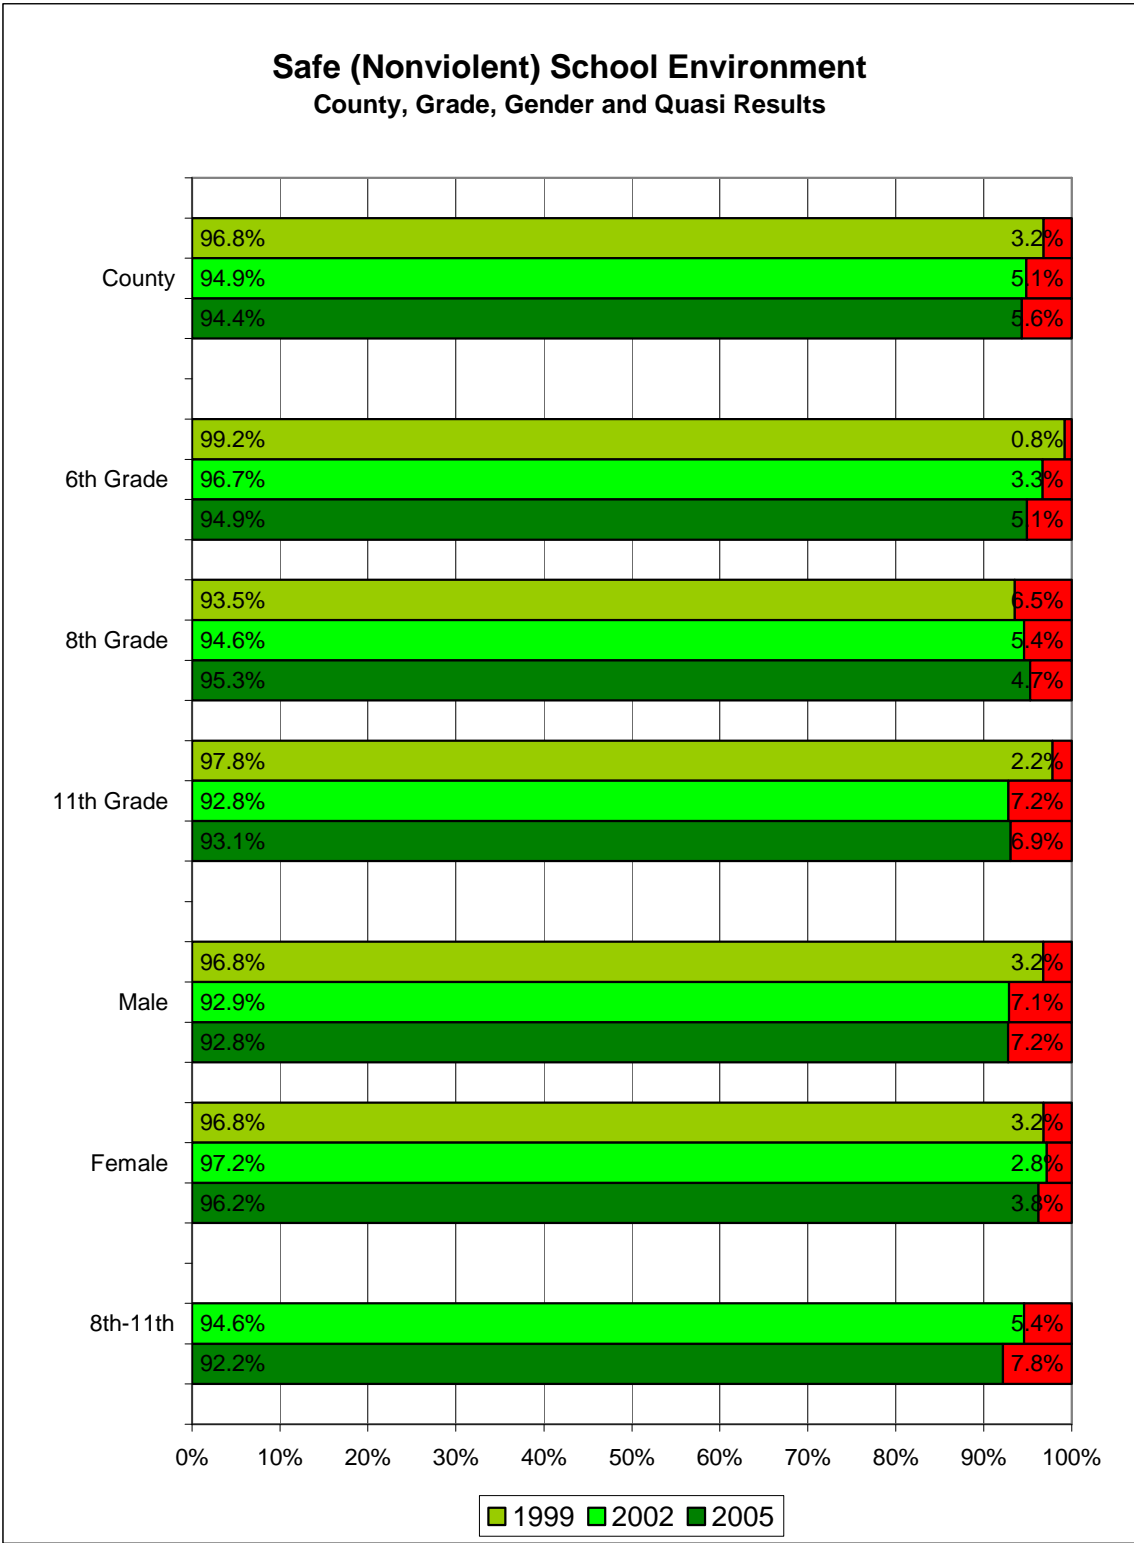 Safe (Nonviolent) School Environment
County, Grade, Gender and Quasi Results
96.8% 3.2%
County
94.9% 5.1%
94.4% 5.6%
99.2% 0.8%
6th Grade
96.7% 3.3%
94.9% 5.1%
93.5% 6.5%
8th Grade
94.6% 5.4%
95.3% 4.7%
97.8% 2.2%
11th Grade
92.8% 7.2%
93.1% 6.9%
96.8% 3.2%
Male
92.9% 7.1%
92.8% 7.2%
96.8% 3.2%
Female
97.2% 2.8%
96.2% 3.8%
8th-11th
94.6% 5.4%
92.2% 7.8%
0% 10% 20% 30% 40% 50% 60% 70% 80% 90% 100%
1999 2002 2005